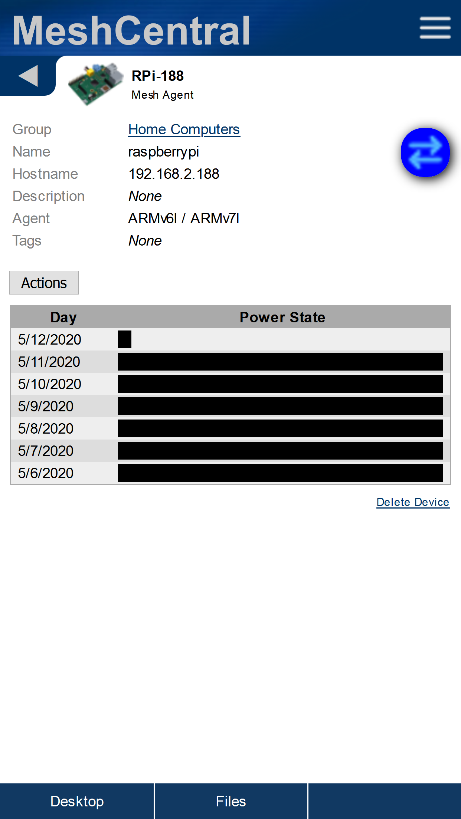 MeshCentral
RPi-188
Mesh Agent
Group Home Computers
Name raspberrypi
Hostname 192.168.2.188
Description None
Agent ARMv6l / ARMv7l
Tags None
Actions
Day Power State
5/12/2020
5/11/2020
5/10/2020
5/9/2020
5/8/2020
5/7/2020
5/6/2020
Delete Device
Desktop Files